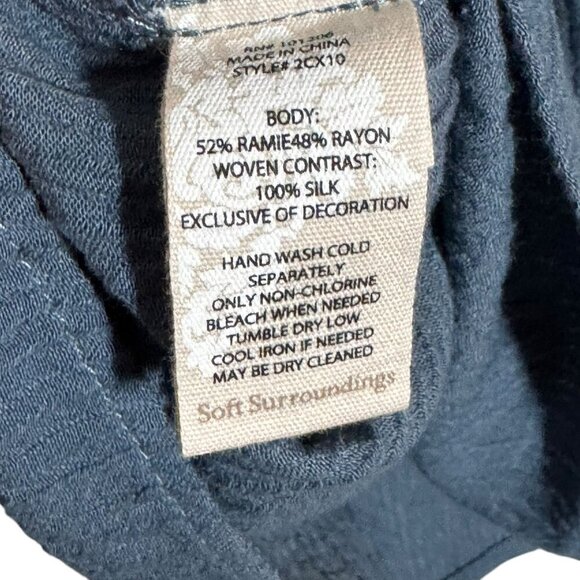 RN# 101206
MADE IN CHINA
STYLE# 2CX10
BODY:
52% RAMIE48% RAYON
WOVEN CONTRAST:
100% SILK
EXCLUSIVE OF DECORATION
HAND WASH COLD
SEPARATELY
ONLY NON-CHLORINE
BLEACH WHEN NEEDED
TUMBLE DRY LOW
COOL IRON IF NEEDED
MAY BE DRY CLEANED
Soft Surroundings